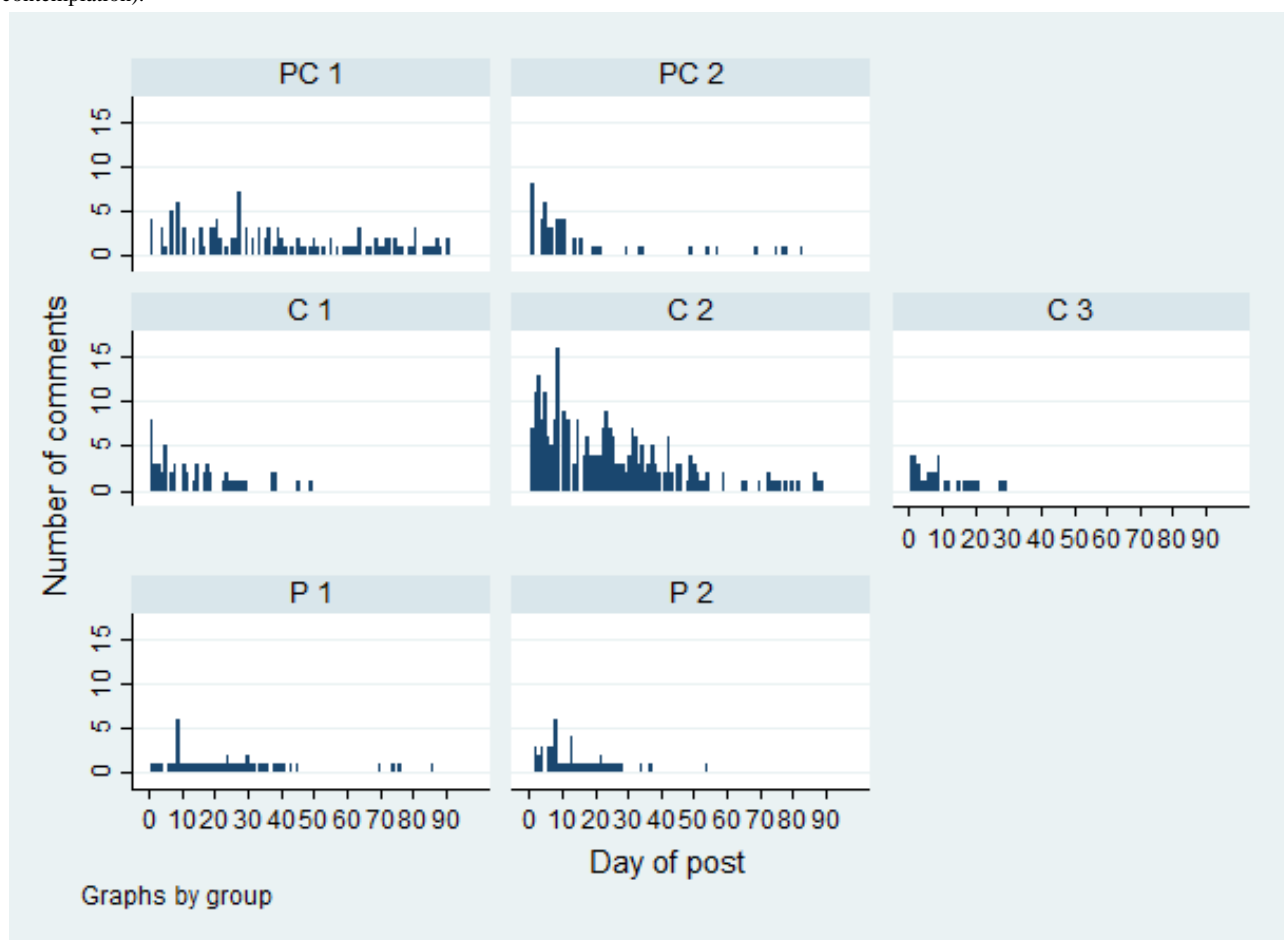 contemplation).
PC 1 PC 2
15
10
5
0
C 1 C 2 C 3
15
10
5
0
0 10 20 30 40 50 60 70 80 90
P 1 P 2
15
10
5
0
0 10 20 30 40 50 60 70 80 90 0 10 20 30 40 50 60 70 80 90
Number of comments
Day of post
Graphs by group